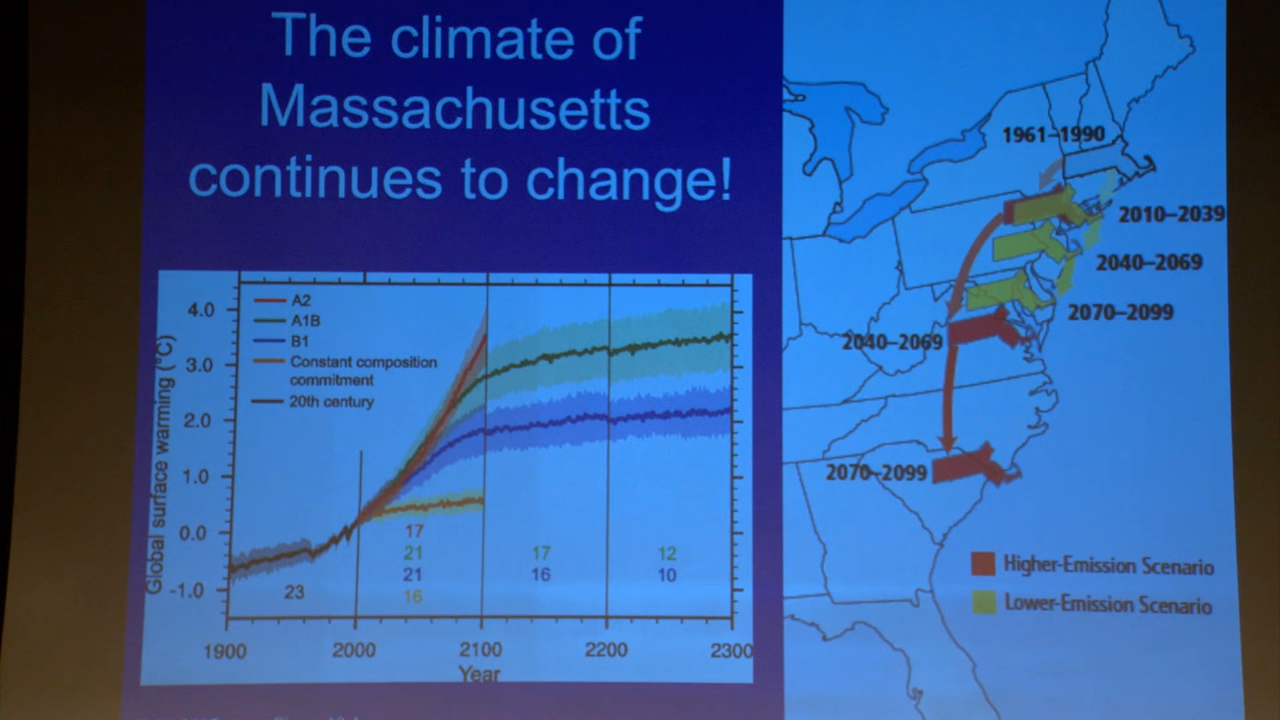 The climate of
Massachusetts
continues to change!
4.0
3.0
2.0
1.0
0.0
-1.0
Global surface warming (°C)
A2
A1B
B1
Constant composition
commitment
20th century
23
17
21
21
16
17
16
12
10
1900
2000
2100
2200
2300
Year
1961–1990
2010–2039
2040–2069
2070–2099
2040–2069
2070–2099
Higher-Emission Scenario
Lower-Emission Scenario